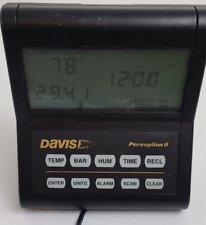 78
12:00
29.41
DAVIS
Perception II
TEMP BAR HUM TIME RECL
ENTER UNITS ALARM SCAN CLEAR